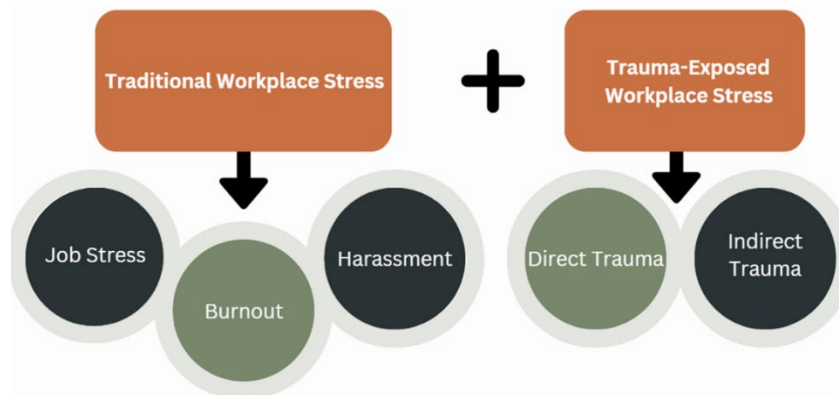 Traditional Workplace Stress
Trauma-Exposed
Workplace Stress
Job Stress
Burnout
Harassment
Direct Trauma
Indirect
Trauma